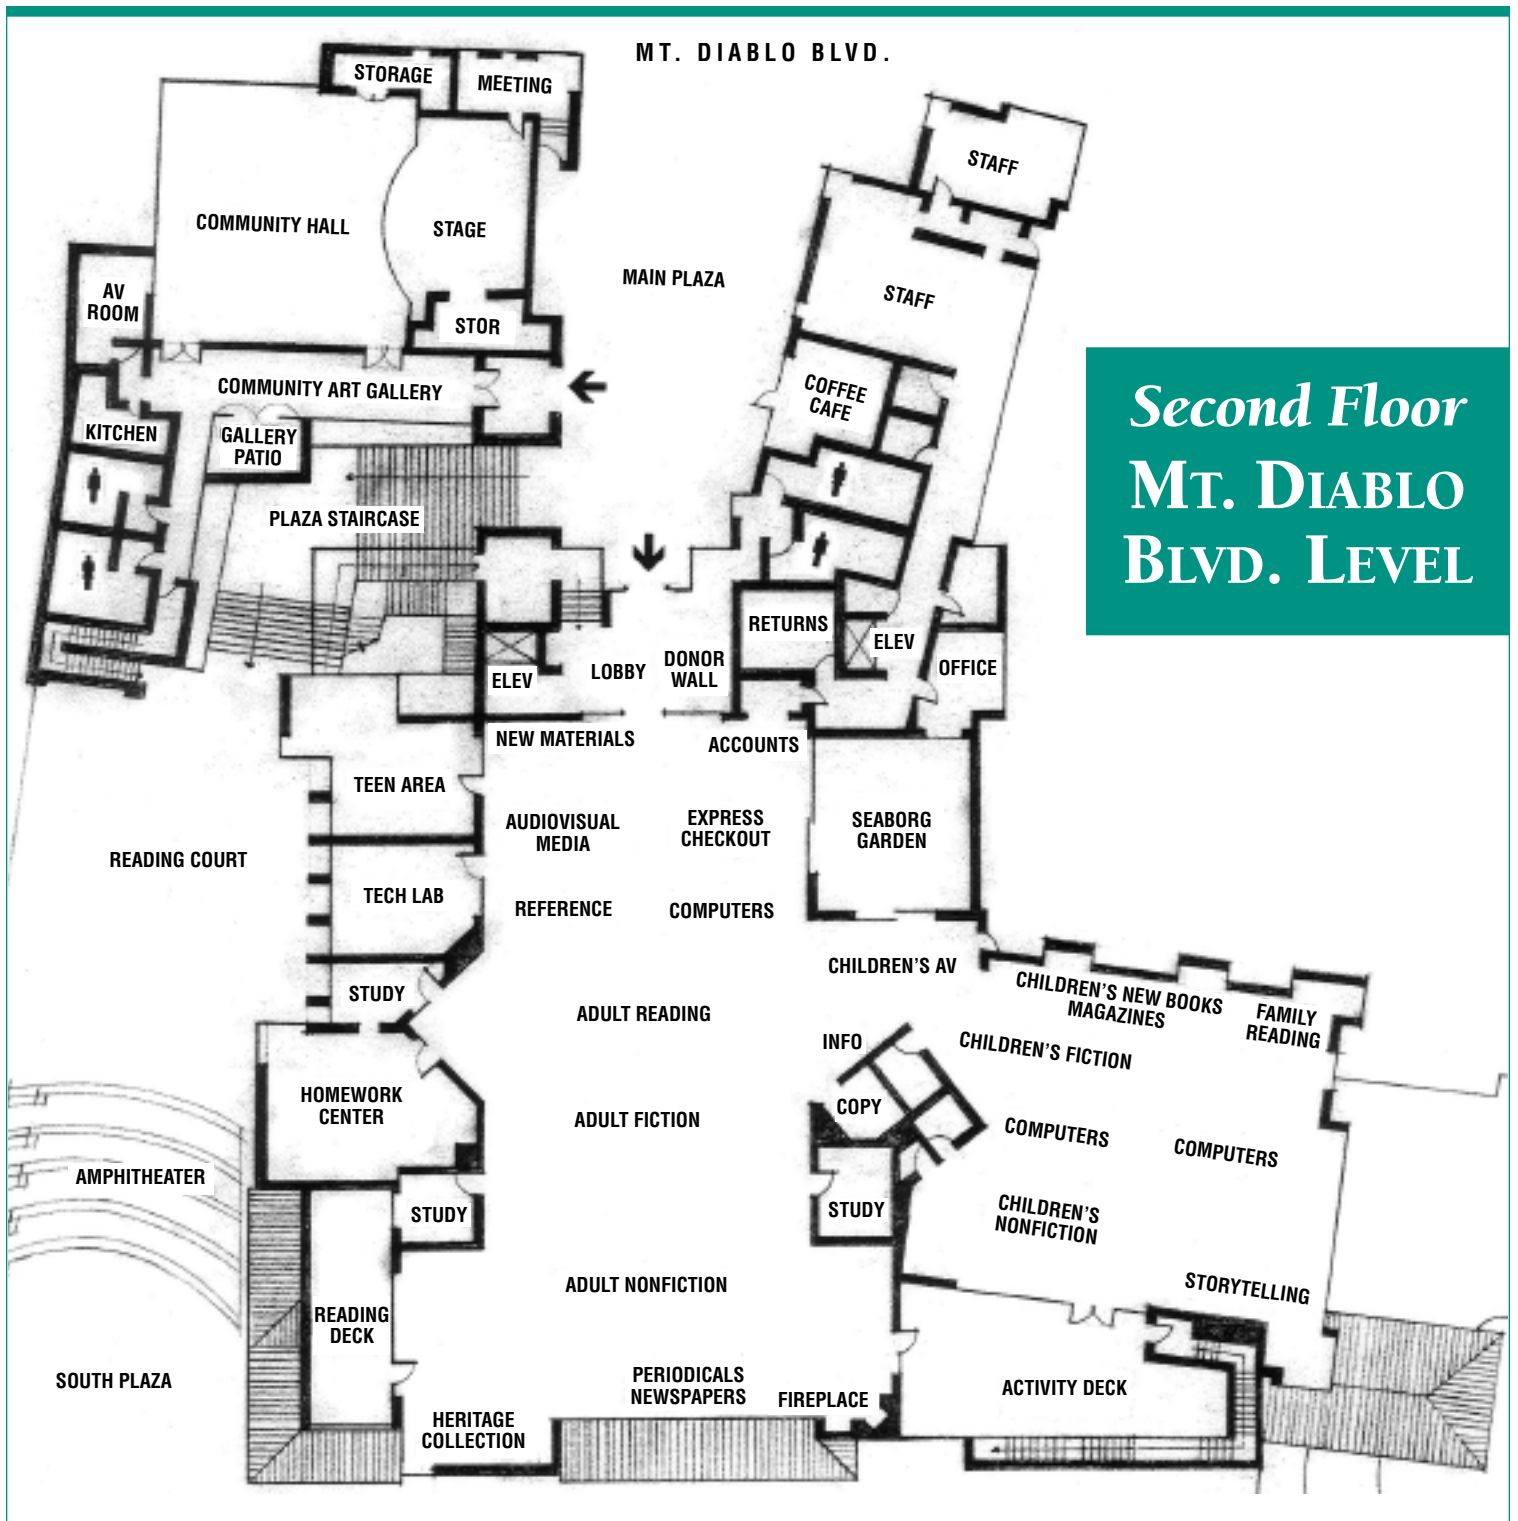 MT. DIABLO BLVD.
STORAGE
MEETING
STAFF
COMMUNITY HALL
STAGE
MAIN PLAZA
AV
ROOM
STAFF
STOR
COMMUNITY ART GALLERY
COFFEE
CAFE
Second Floor
MT. DIABLO
BLVD. LEVEL
KITCHEN
GALLERY
PATIO
PLAZA STAIRCASE
RETURNS
ELEV
LOBBY
DONOR
WALL
OFFICE
ELEV
NEW MATERIALS
ACCOUNTS
TEEN AREA
AUDIOVISUAL
MEDIA
EXPRESS
CHECKOUT
SEABORG
GARDEN
READING COURT
TECH LAB
REFERENCE
COMPUTERS
CHILDREN'S AV
STUDY
ADULT READING
CHILDREN'S NEW BOOKS
MAGAZINES
FAMILY
READING
INFO
CHILDREN'S FICTION
HOMEWORK
CENTER
COPY
ADULT FICTION
COMPUTERS
COMPUTERS
AMPHITHEATER
STUDY
STUDY
CHILDREN'S
NONFICTION
ADULT NONFICTION
STORYTELLING
READING
DECK
SOUTH PLAZA
PERIODICALS
NEWSPAPERS
FIREPLACE
ACTIVITY DECK
HERITAGE
COLLECTION